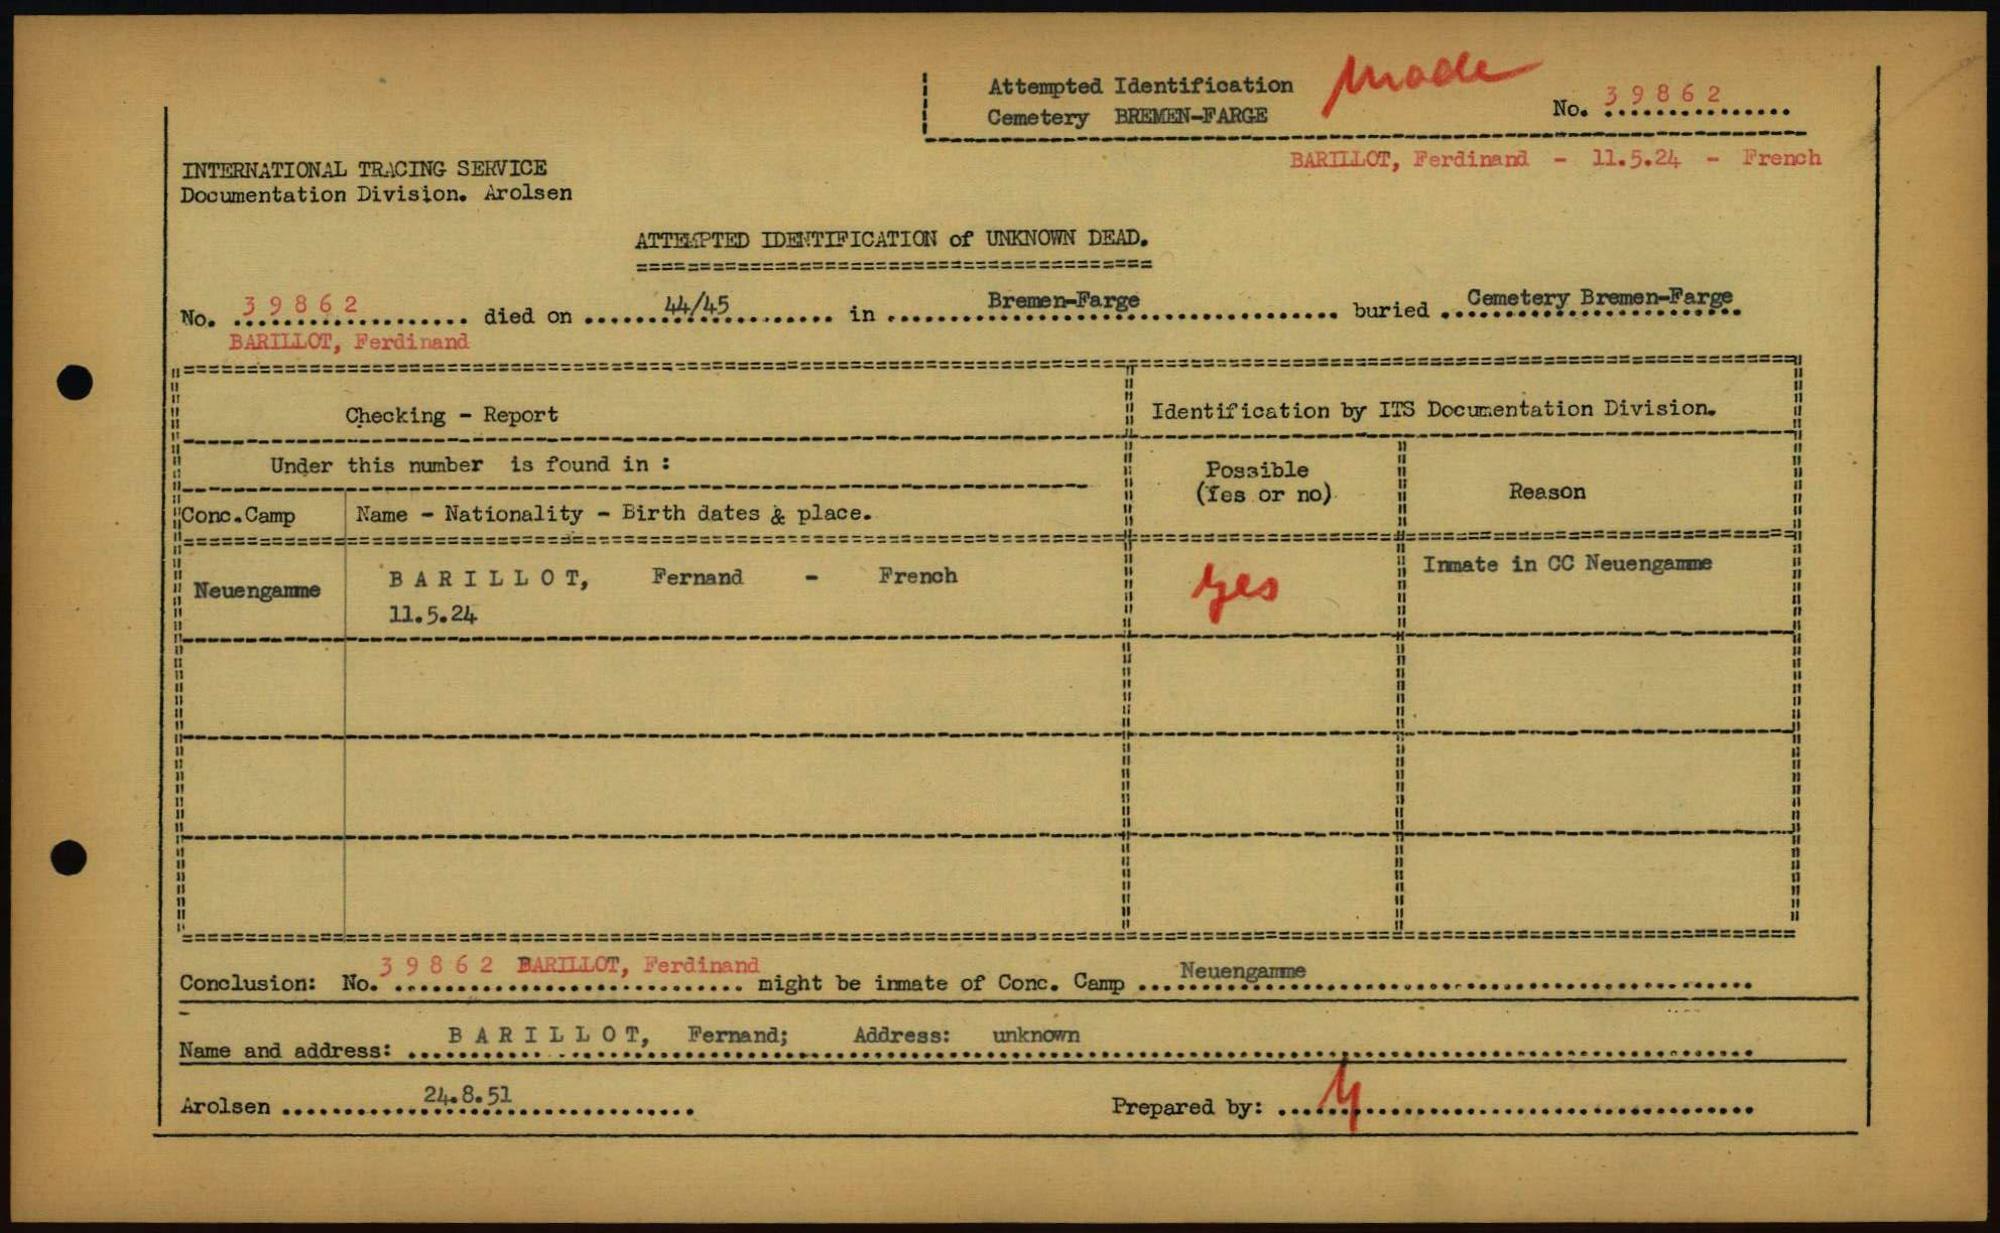 Attempted Identification
Cemetery BREMEN-FARGE
Made
No. 39862
BARILLOT, Ferdinand - 11.5.24 - French
INTERNATIONAL TRACING SERVICE
Documentation Division. Arolsen
ATTEMPTED IDENTIFICATION of UNKNOWN DEAD.
No. 39862 died on 44/45 in Bremen-Farge buried Cemetery Bremen-Farge
BARILLOT, Ferdinand
Checking - Report
Identification by ITS Documentation Division.
Under this number is found in :
Possible
(Yes or no)
Reason
Conc.Camp
Name - Nationality - Birth dates & place.
Neuengamme
BARILLOT, Fernand - French
11.5.24
yes
Inmate in CC Neuengamme
Conclusion: No. 39862 BARILLOT, Ferdinand might be inmate of Conc. Camp Neuengamme
Name and address: BARILLOT, Fernand; Address: unknown
Arolsen 24.8.51
Prepared by: